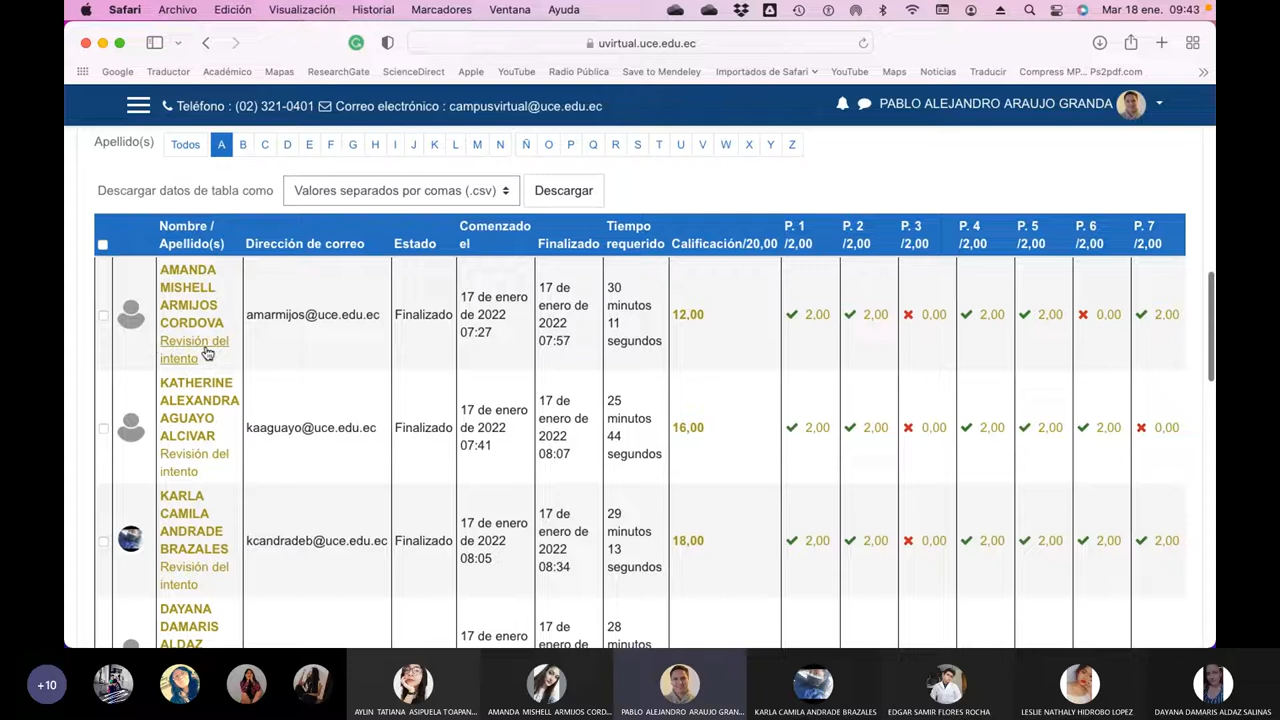 Safari Archivo Edición Visualización Historial Marcadores Ventana Ayuda Mar 18 ene. 09:43
uvirtual.uce.edu.ec
Google Traductor Académico Mapas ResearchGate ScienceDirect Apple YouTube Radio Pública Save to Mendeley Importados de Safari YouTube Maps Noticias Traducir Compress MP... Ps2pdf.com
Teléfono : (02) 321-0401 Correo electrónico : campusvirtual@uce.edu.ec PABLO ALEJANDRO ARAUJO GRANDA
Apellido(s) Todos A B C D E F G H I J K L M N Ñ O P Q R S T U V W X Y Z
Descargar datos de tabla como Valores separados por comas (.csv) Descargar
Nombre /
Apellido(s)
Dirección de correo
Estado
Comenzado
el
Finalizado
Tiempo
requerido
Calificación/20,00
P. 1
/2,00
P. 2
/2,00
P. 3
/2,00
P. 4
/2,00
P. 5
/2,00
P. 6
/2,00
P. 7
/2,00
AMANDA
MISHELL
ARMIJOS
CORDOVA
Revisión del
intento
amarmijos@uce.edu.ec
Finalizado
17 de enero
de 2022
07:27
17 de
enero de
2022
07:57
30
minutos
11
segundos
12,00
2,00 2,00 0,00 2,00 2,00 0,00 2,00
KATHERINE
ALEXANDRA
AGUAYO
ALCIVAR
Revisión del
intento
kaaguayo@uce.edu.ec
Finalizado
17 de enero
de 2022
07:41
17 de
enero de
2022
08:07
25
minutos
44
segundos
16,00
2,00 2,00 0,00 2,00 2,00 2,00 0,00
KARLA
CAMILA
ANDRADE
BRAZALES
Revisión del
intento
kcandradeb@uce.edu.ec
Finalizado
17 de enero
de 2022
08:05
17 de
enero de
2022
08:34
29
minutos
13
segundos
18,00
2,00 2,00 0,00 2,00 2,00 2,00 2,00
DAYANA
DAMARIS
ALDAZ
17 de enero
17 de
enero de
28
minutos
+10
AYLIN TATIANA ASIPUELA TOAPAN...
AMANDA MISHELL ARMIJOS CORD...
PABLO ALEJANDRO ARAUJO GRAN...
KARLA CAMILA ANDRADE BRAZALES
EDGAR SAMIR FLORES ROCHA
LESLIE NATHALY HIDROBO LOPEZ
DAYANA DAMARIS ALDAZ SALINAS